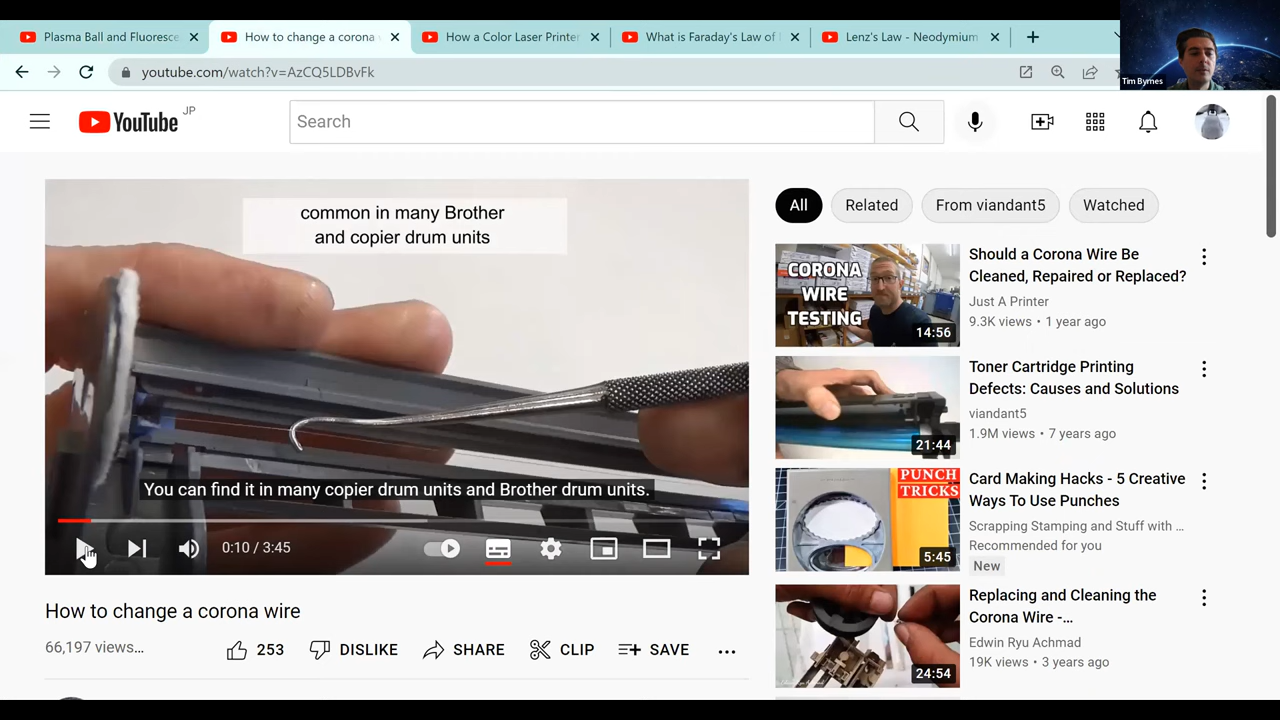 Plasma Ball and Fluoresce
How to change a corona w
How a Color Laser Printer
What is Faraday's Law of
Lenz's Law - Neodymium
Tim Byrnes
youtube.com/watch?v=AzCQ5LDBvFk
YouTube JP
Search
common in many Brother
and copier drum units
You can find it in many copier drum units and Brother drum units.
0:10 / 3:45
How to change a corona wire
66,197 views...
253
DISLIKE
SHARE
CLIP
SAVE
All
Related
From viandant5
Watched
CORONA
WIRE
TESTING
14:56
Should a Corona Wire Be
Cleaned, Repaired or Replaced?
Just A Printer
9.3K views • 1 year ago
21:44
Toner Cartridge Printing
Defects: Causes and Solutions
viandant5
1.9M views • 7 years ago
PUNCH
TRICKS
5:45
Card Making Hacks - 5 Creative
Ways To Use Punches
Scrapping Stamping and Stuff with ...
Recommended for you
New
24:54
Replacing and Cleaning the
Corona Wire -...
Edwin Ryu Achmad
19K views • 3 years ago